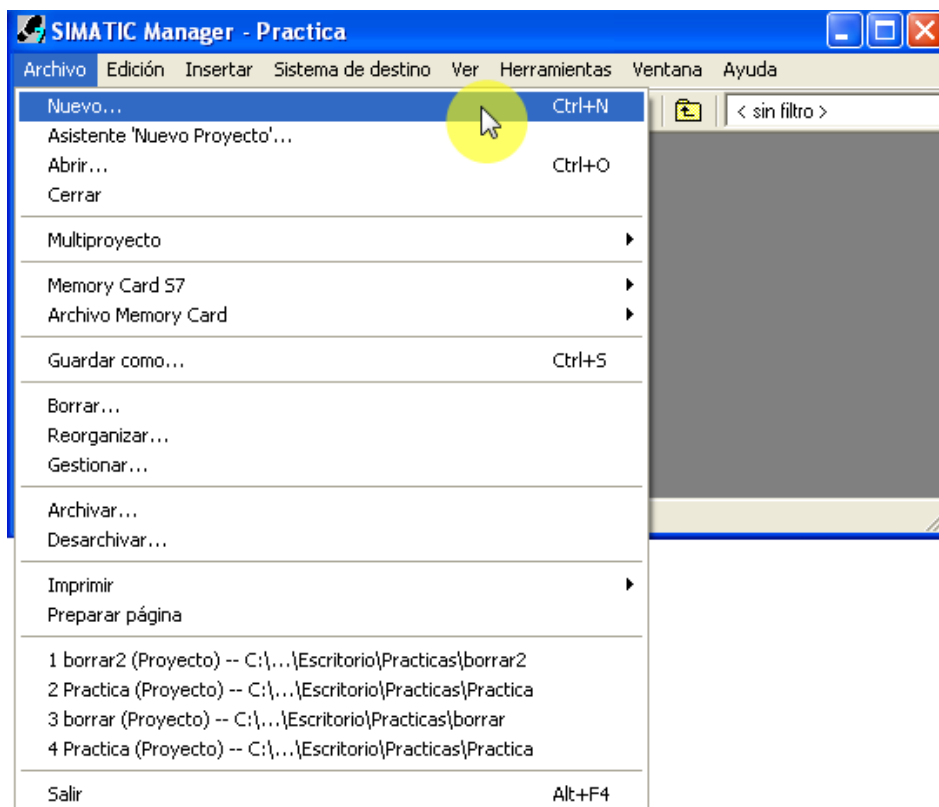 SIMATIC Manager - Practica
Archivo Edición Insertar Sistema de destino Ver Herramientas Ventana Ayuda
Nuevo... Ctrl+N
< sin filtro >
Asistente 'Nuevo Proyecto'...
Abrir... Ctrl+O
Cerrar
Multiproyecto
Memory Card S7
Archivo Memory Card
Guardar como... Ctrl+S
Borrar...
Reorganizar...
Gestionar...
Archivar...
Desarchivar...
Imprimir
Preparar página
1 borrar2 (Proyecto) -- C:\...\Escritorio\Practicas\borrar2
2 Practica (Proyecto) -- C:\...\Escritorio\Practicas\Practica
3 borrar (Proyecto) -- C:\...\Escritorio\Practicas\borrar
4 Practica (Proyecto) -- C:\...\Escritorio\Practicas\Practica
Salir Alt+F4